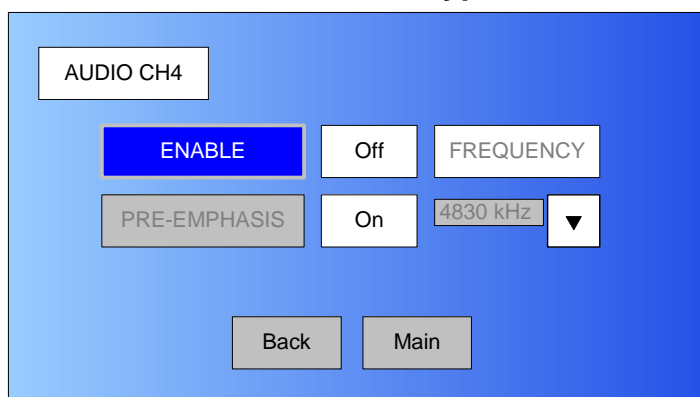 AUDIO CH4
ENABLE Off FREQUENCY
PRE-EMPHASIS On 4830 kHz ▼
Back Main